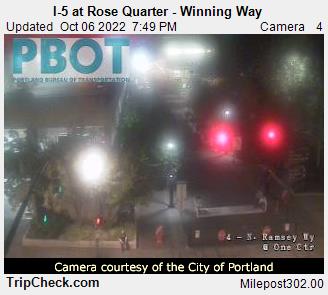 I-5 at Rose Quarter - Winning Way
Updated Oct 06 2022 7:49 PM Camera 4
PBOT
PORTLAND BUREAU OF TRANSPORTATION
4 - N. Ramsey Wy
@ One Ctr
Camera courtesy of the City of Portland
TripCheck.com Milepost302.00